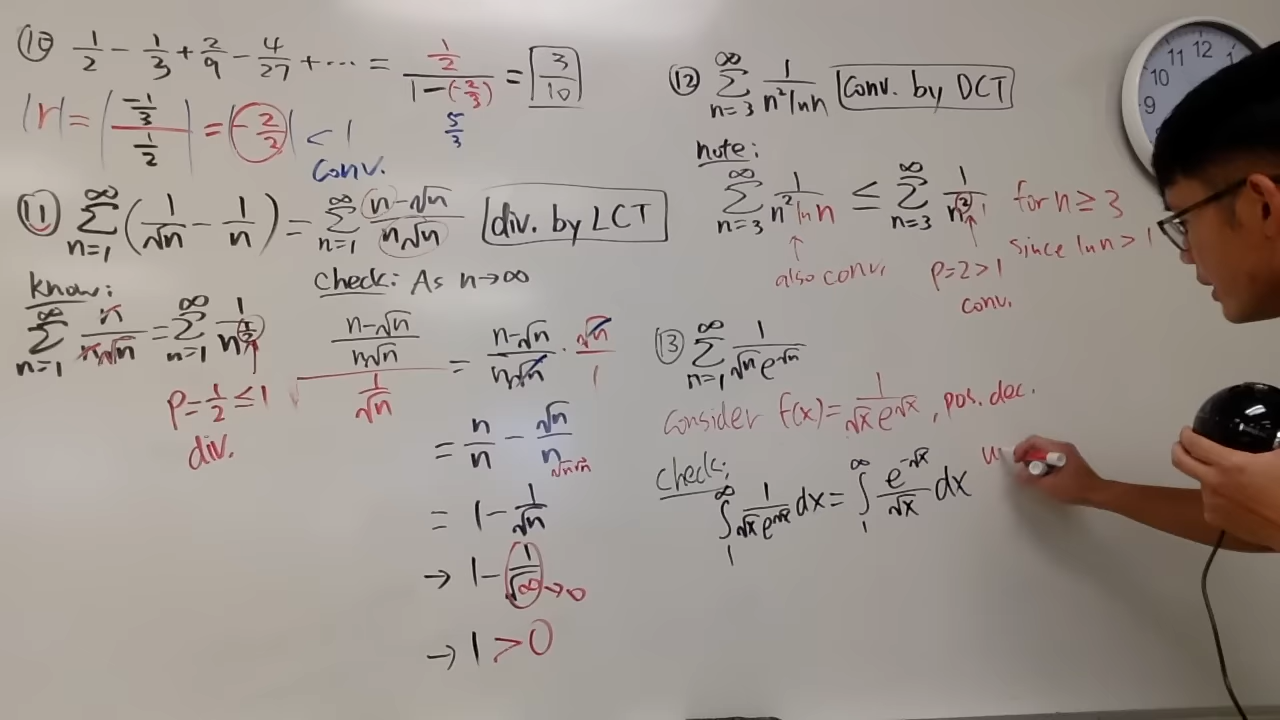 ⑩ 1/2 − 1/3 + 2/9 − 4/27 + ··· = (1/2)/(1−(−2/3)) = 3/10
5/3
|r| = |(−1/3)/(1/2)| = |−2/3| < 1
conv.
⑪ ∞ Σ n=1 (1/√n − 1/n) = ∞ Σ n=1 (n−√n)/(n√n) div. by LCT
know:
∞ Σ n=1 n/(n√n) = ∞ Σ n=1 1/n^(1/2)
p = 1/2 ≤ 1
div.
check: As n→∞
((n−√n)/(n√n))/(1/√n) = (n−√n)/(n√n) · √n/1
= n/n − √n/n
√n√n
= 1 − 1/√n
→ 1 − 1/√∞ → 0
→ 1 > 0
⑫ ∞ Σ n=3 1/(n² ln n) Conv. by DCT
note:
∞ Σ n=3 1/(n² ln n) ≤ ∞ Σ n=3 1/n² for n ≥ 3
since ln n > 1
also conv.
p = 2 > 1
conv.
⑬ ∞ Σ n=1 1/(√n e^√n)
Consider f(x) = 1/(√x e^√x), pos. dec.
check:
∫₁^∞ 1/(√x e^√x) dx = ∫₁^∞ e^(−√x)/√x dx
11 12
10
9